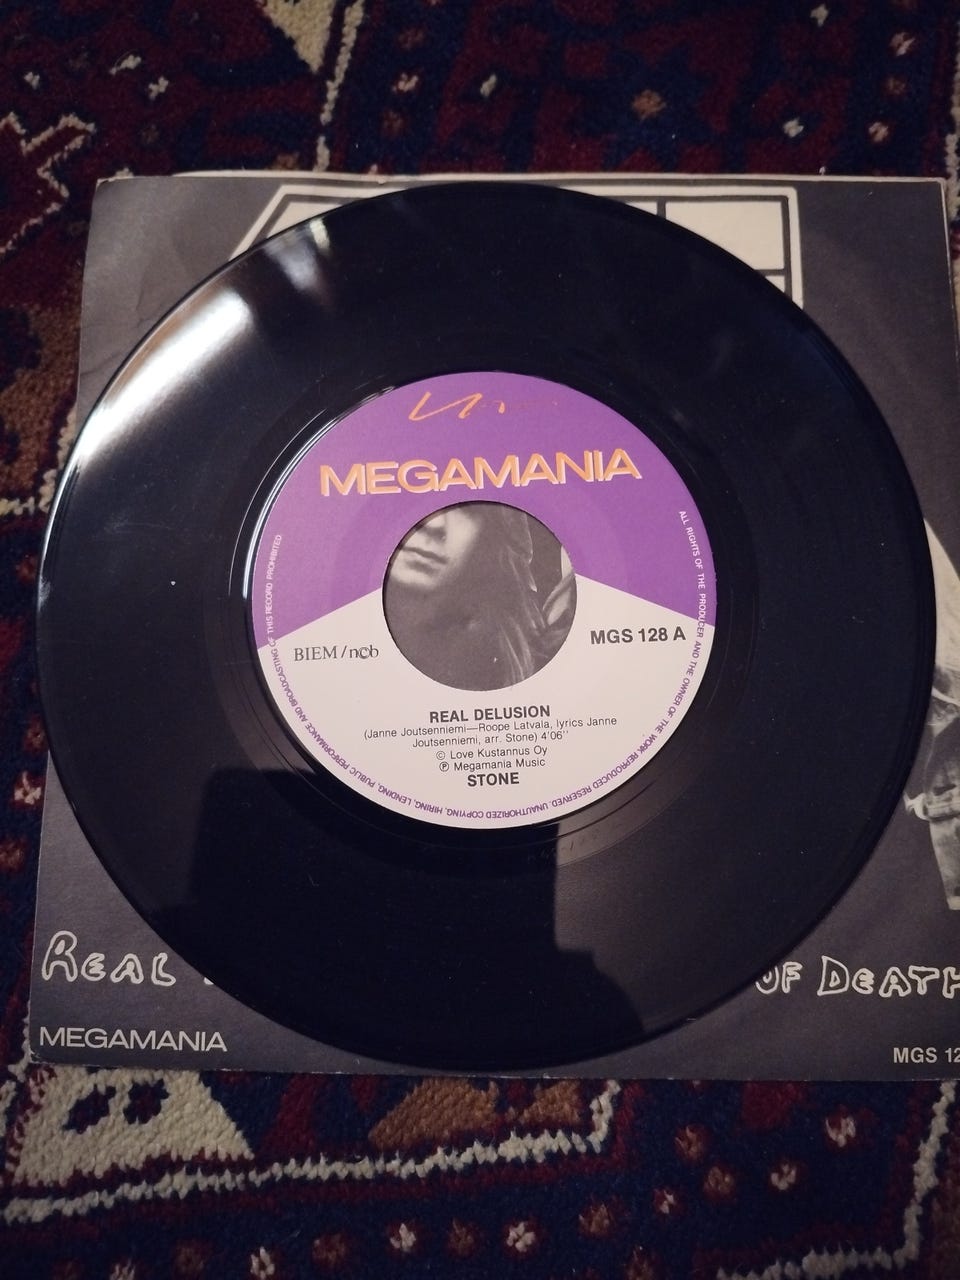 MEGAMANIA
ALL RIGHTS OF THE PRODUCER AND THE OWNER OF THE WORK REPRODUCED RESERVED. UNAUTHORIZED COPYING, HIRING, LENDING, PUBLIC PERFORMANCE AND BROADCASTING OF THIS RECORD PROHIBITED
BIEM/ncb
MGS 128 A
REAL DELUSION
(Janne Joutsenniemi—Roope Latvala, lyrics Janne
Joutsenniemi, arr. Stone) 4'06''
© Love Kustannus Oy
℗ Megamania Music
STONE
REAL OF DEATH
MEGAMANIA
MGS 12